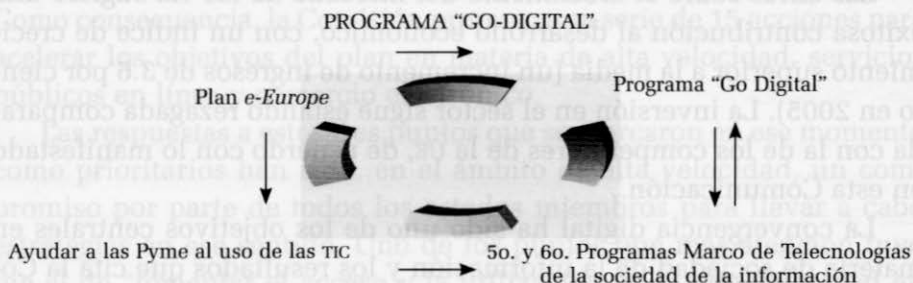 PROGRAMA “GO-DIGITAL”
Plan e-Europe
Programa “Go Digital”
Ayudar a las Pyme al uso de las TIC
5o. y 6o. Programas Marco de Telecnologías
de la sociedad de la información